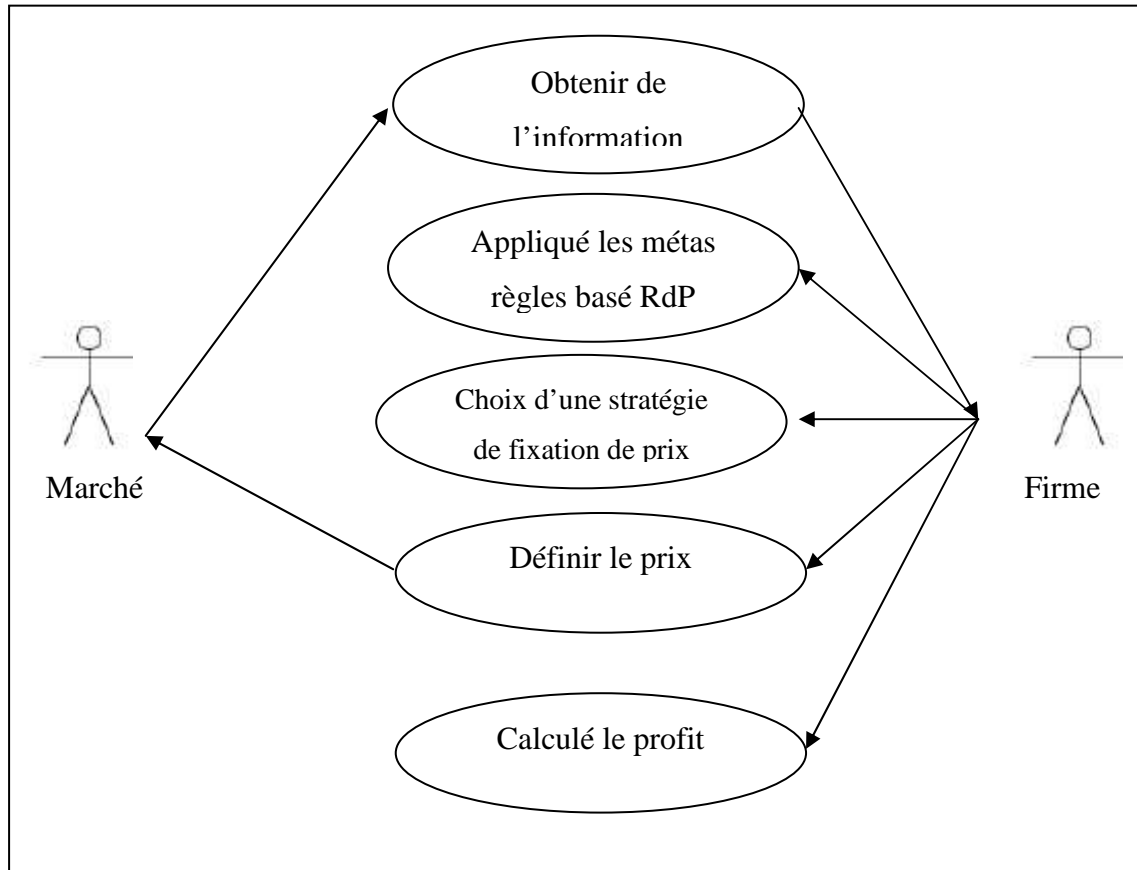 Obtenir de
l’information
Appliqué les métas
règles basé RdP
Choix d’une stratégie
de fixation de prix
Marché
Firme
Définir le prix
Calculé le profit